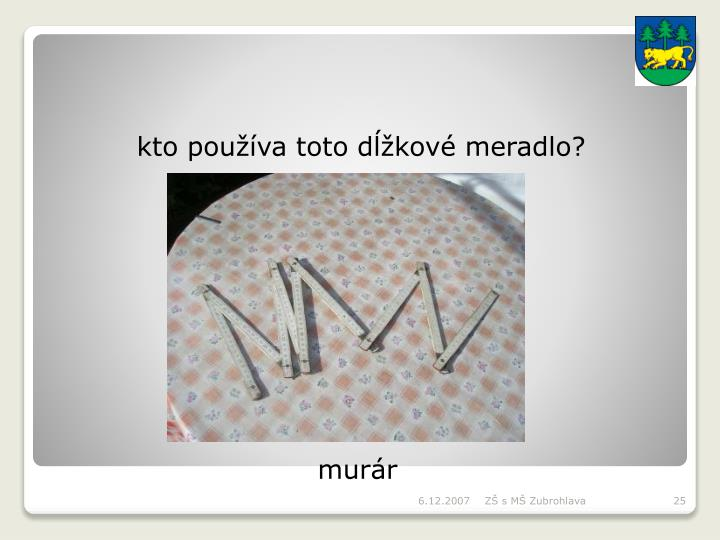 kto používa toto dĺžkové meradlo?
murár
6.12.2007 ZŠ s MŠ Zubrohlava 25